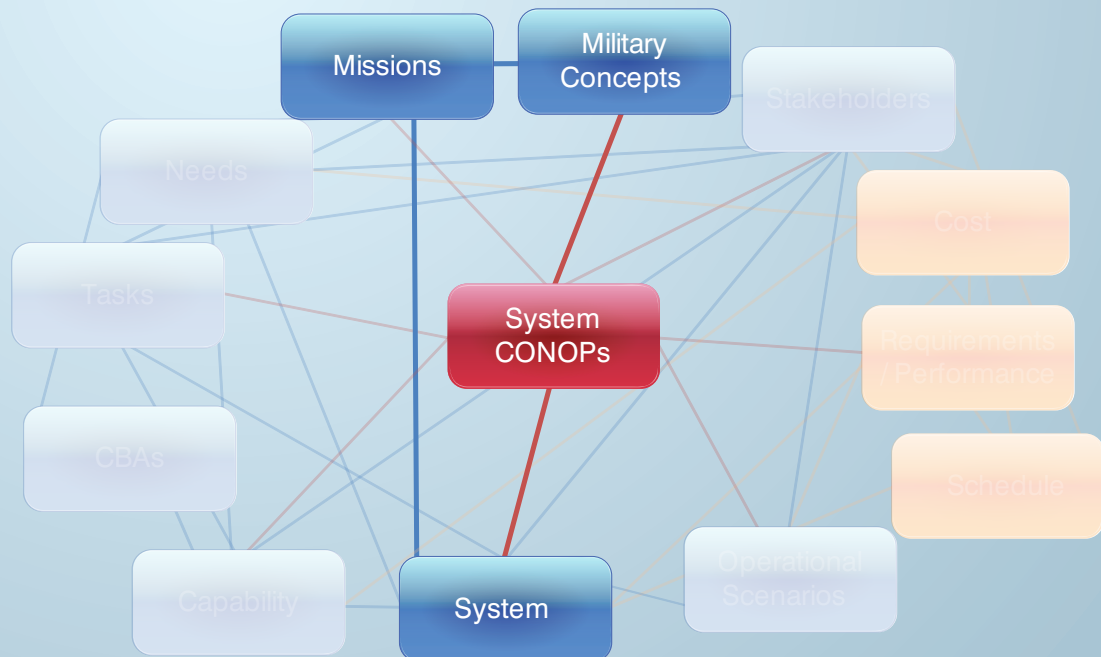 Missions
Military
Concepts
Stakeholders
Needs
Cost
Tasks
System
CONOPs
Requirements
/ Performance
CBAs
Schedule
Capability
System
Operational
Scenarios